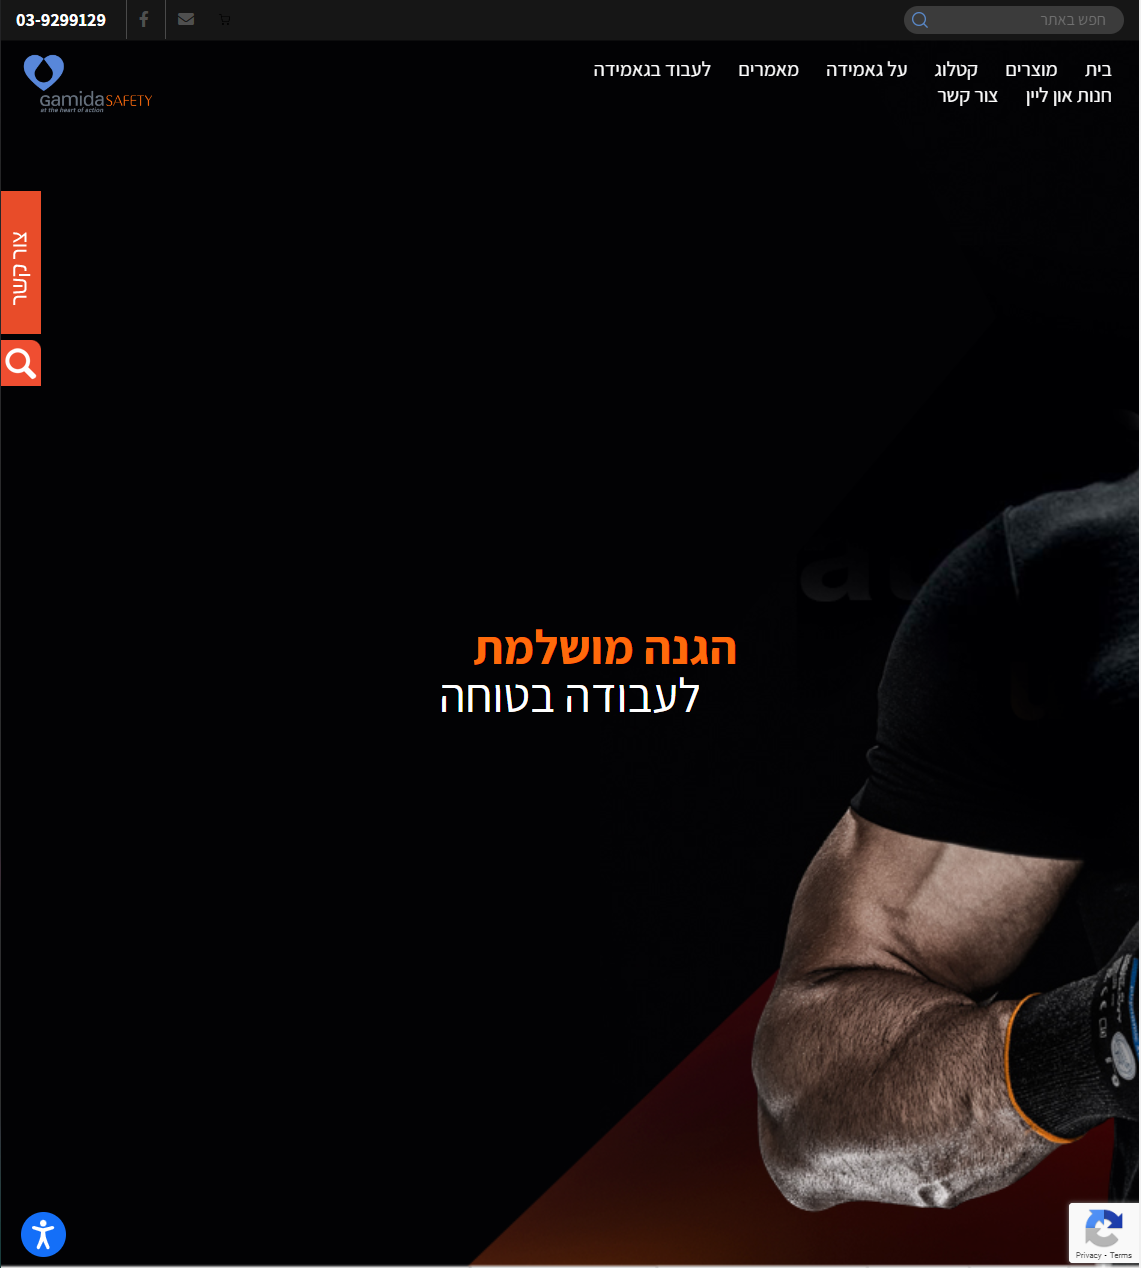 03-9299129
חפש באתר
בית מוצרים קטלוג על גאמידה מאמרים לעבוד בגאמידה
חנות און ליין צור קשר
gamidaSAFETY
at the heart of action
צור קשר
הגנה מושלמת
לעבודה בטוחה
Privacy - Terms